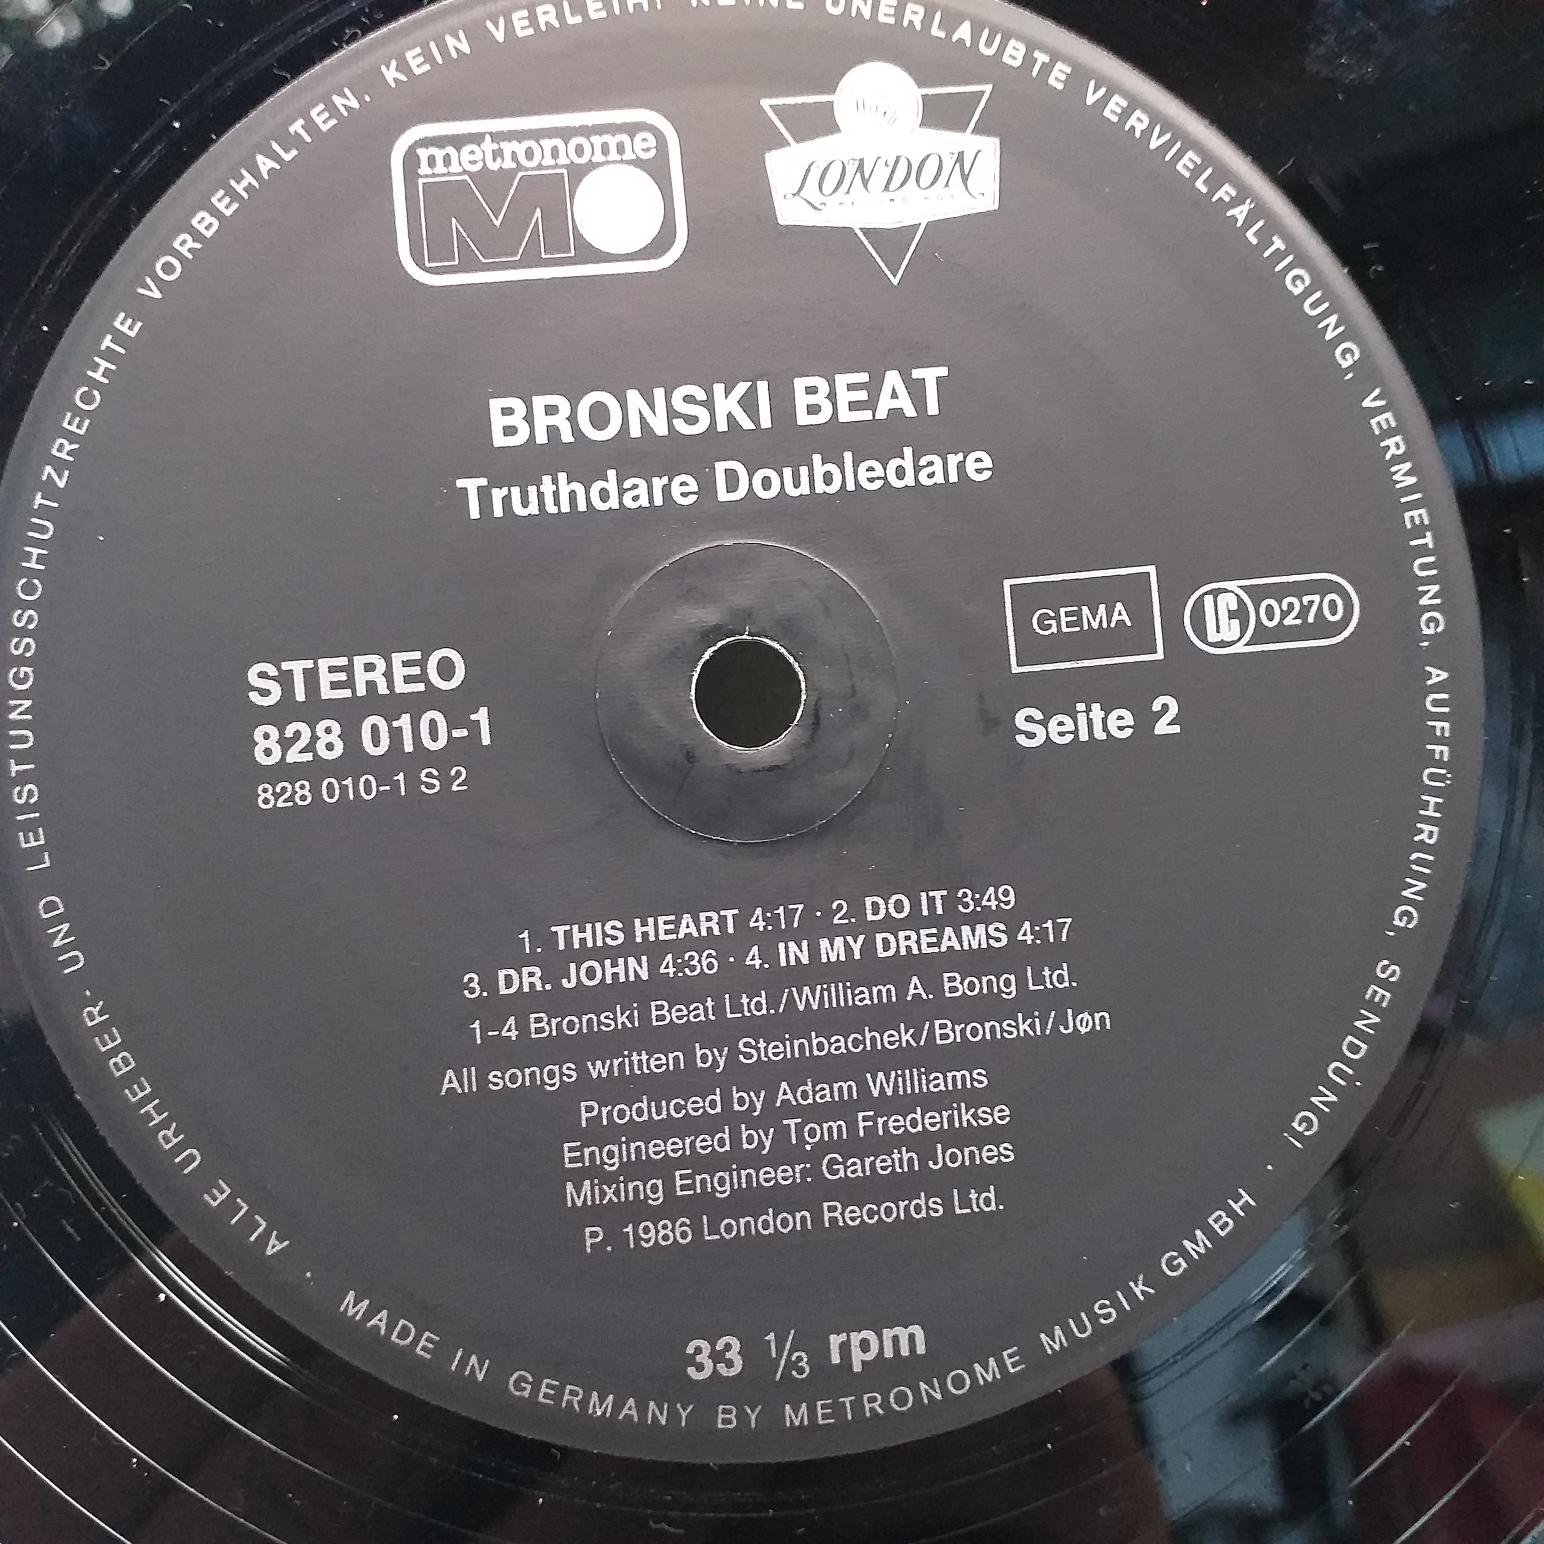 ALLE URHEBER- UND LEISTUNGSSCHUTZRECHTE VORBEHALTEN. KEIN VERLEIH! KEINE UNERLAUBTE VERVIELFÄLTIGUNG, VERMIETUNG, AUFFÜHRUNG, SENDUNG!
metronome
MO
LONDON
BRONSKI BEAT
Truthdare Doubledare
GEMA
LC 0270
STEREO
828 010-1
828 010-1 S 2
Seite 2
1. THIS HEART 4:17 · 2. DO IT 3:49
3. DR. JOHN 4:36 · 4. IN MY DREAMS 4:17
1-4 Bronski Beat Ltd./William A. Bong Ltd.
All songs written by Steinbachek/Bronski/Jøn
Produced by Adam Williams
Engineered by Tom Frederikse
Mixing Engineer: Gareth Jones
P. 1986 London Records Ltd.
33 1/3 rpm
· MADE IN GERMANY BY METRONOME MUSIK GMBH ·